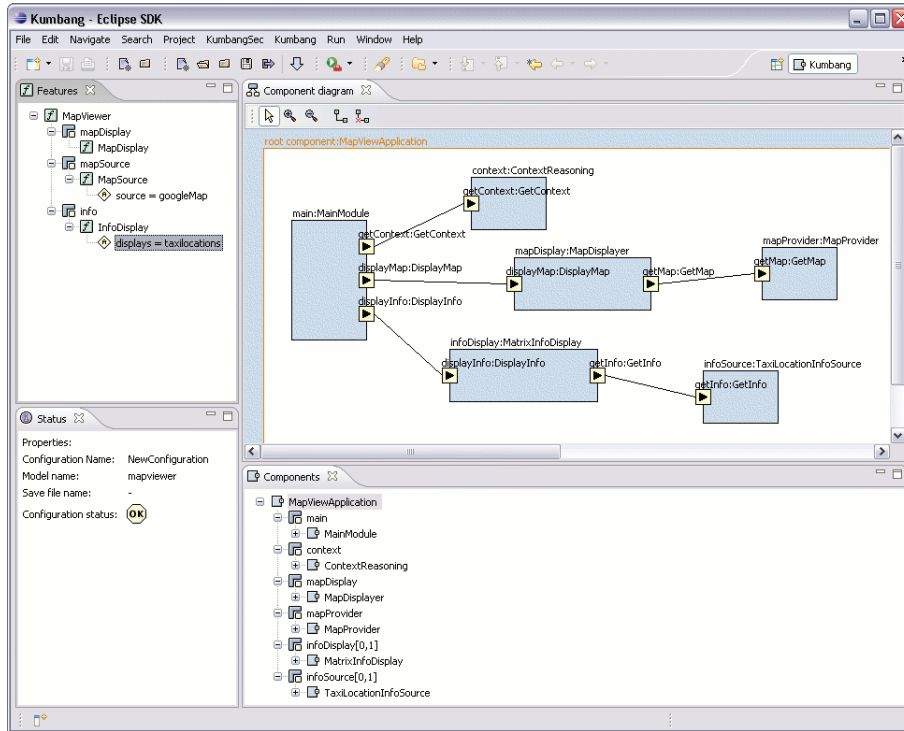 Kumbang - Eclipse SDK
File Edit Navigate Search Project KumbangSec Kumbang Run Window Help
Kumbang
Features
MapViewer
mapDisplay
MapDisplay
mapSource
MapSource
source = googleMap
info
InfoDisplay
displays = taxilocations
Component diagram
root component:MapViewApplication
context:ContextReasoning
getContext:GetContext
main:MainModule
getContext:GetContext
mapDisplay:MapDisplayer
mapProvider:MapProvider
displayMap:DisplayMap
displayMap:DisplayMap
getMap:GetMap
getMap:GetMap
displayInfo:DisplayInfo
infoDisplay:MatrixInfoDisplay
displayInfo:DisplayInfo
getInfo:GetInfo
infoSource:TaxiLocationInfoSource
getInfo:GetInfo
Status
Properties:
Configuration Name: NewConfiguration
Model name: mapviewer
Save file name: -
Configuration status: OK
Components
MapViewApplication
main
MainModule
context
ContextReasoning
mapDisplay
MapDisplayer
mapProvider
MapProvider
infoDisplay[0,1]
MatrixInfoDisplay
infoSource[0,1]
TaxiLocationInfoSource